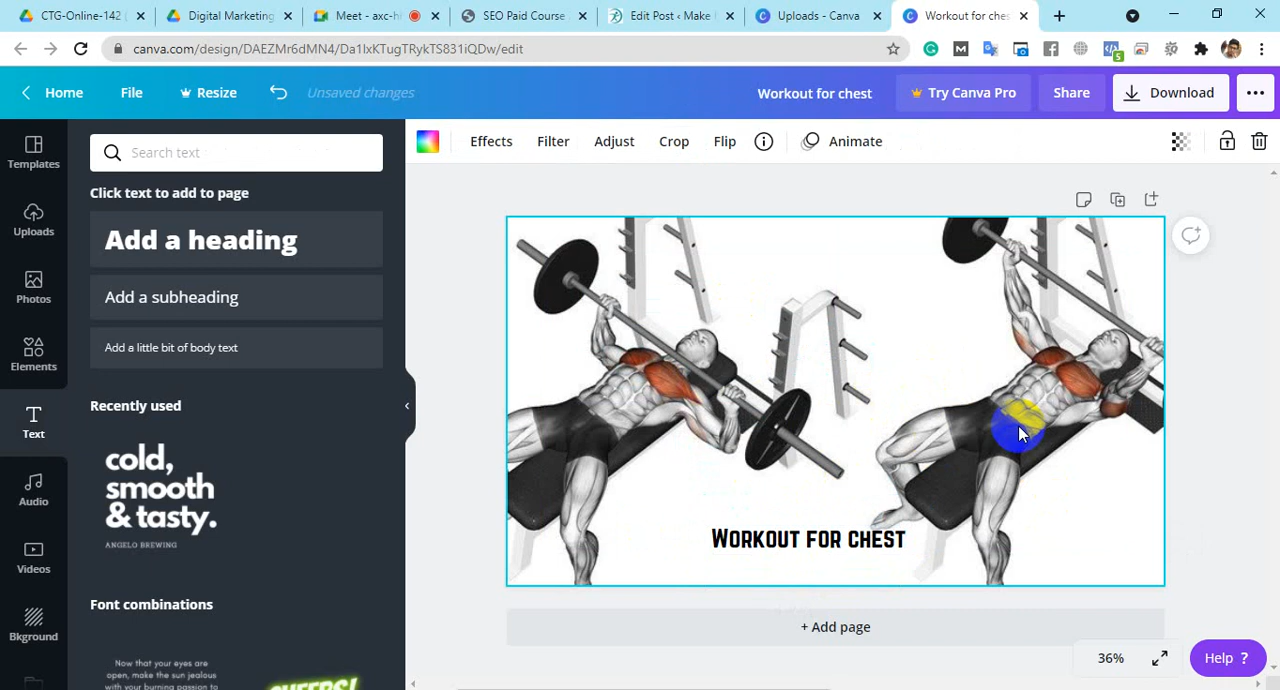 CTG-Online-142
Digital Marketing
Meet - axc-hi
SEO Paid Course
Edit Post ‹ Make
Uploads - Canva
Workout for ches
canva.com/design/DAEZMr6dMN4/Da1lxKTugTRykTS831iQDw/edit
Home
File
Resize
Unsaved changes
Workout for chest
Try Canva Pro
Share
Download
Templates
Uploads
Photos
Elements
Text
Audio
Videos
Bkground
Search text
Click text to add to page
Add a heading
Add a subheading
Add a little bit of body text
Recently used
cold,
smooth
& tasty.
ANGELO BREWING
Font combinations
Now that your eyes are
open, make the sun jealous
with your burning passion to
CHEERS!
Effects
Filter
Adjust
Crop
Flip
Animate
Workout for chest
+ Add page
36%
Help ?